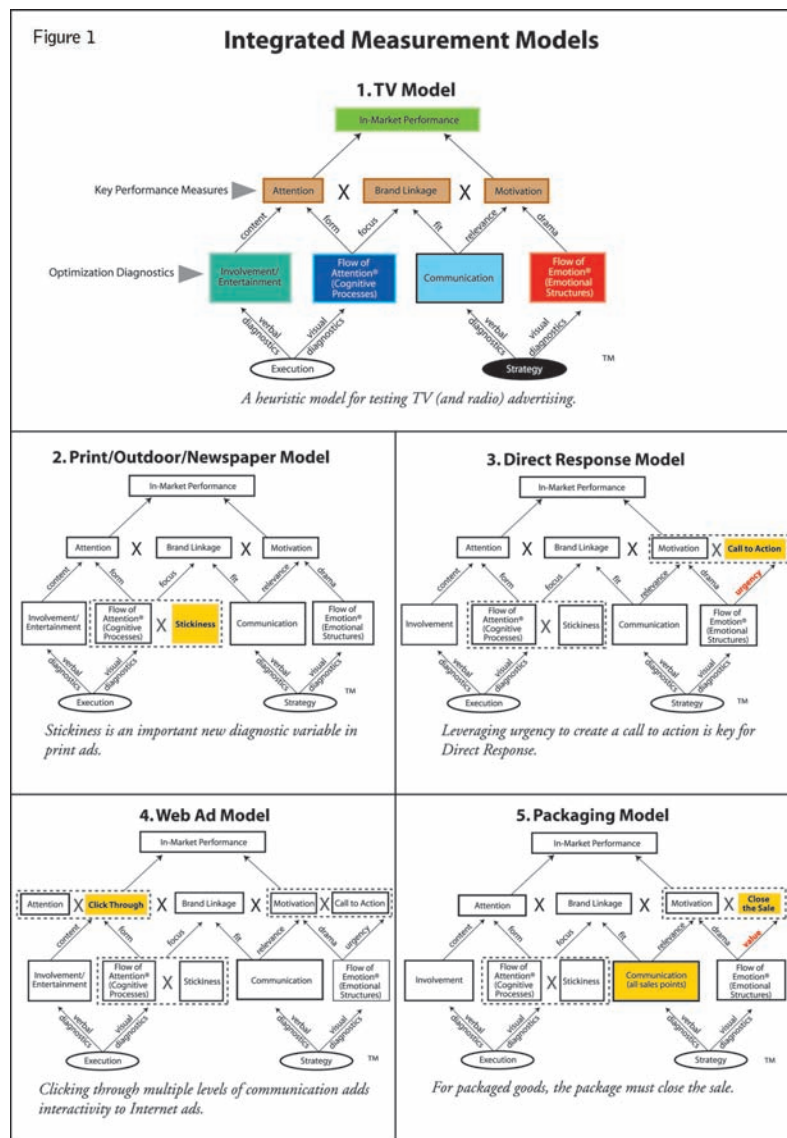 Figure 1
Integrated Measurement Models
1. TV Model
In-Market Performance
Key Performance Measures
Attention X Brand Linkage X Motivation
content form focus fit relevance drama
Optimization Diagnostics
Involvement/
Entertainment
Flow of
Attention®
(Cognitive
Processes)
Communication
Flow of
Emotion®
(Emotional
Structures)
verbal
diagnostics
visual
diagnostics
verbal
diagnostics
visual
diagnostics
Execution
Strategy
TM
A heuristic model for testing TV (and radio) advertising.
2. Print/Outdoor/Newspaper Model
In-Market Performance
Attention X Brand Linkage X Motivation
content form focus fit relevance drama
Involvement/
Entertainment
Flow of
Attention®
(Cognitive
Processes)
X Stickiness
Communication
Flow of
Emotion®
(Emotional
Structures)
verbal
diagnostics
visual
diagnostics
verbal
diagnostics
visual
diagnostics
Execution
Strategy
TM
Stickiness is an important new diagnostic variable in
print ads.
3. Direct Response Model
In-Market Performance
Attention X Brand Linkage X Motivation X Call to Action
content form focus fit relevance drama urgency
Involvement
Flow of
Attention®
(Cognitive
Processes)
X Stickiness
Communication
Flow of
Emotion®
(Emotional
Structures)
verbal
diagnostics
visual
diagnostics
verbal
diagnostics
visual
diagnostics
Execution
Strategy
TM
Leveraging urgency to create a call to action is key for
Direct Response.
4. Web Ad Model
In-Market Performance
Attention X Click Through X Brand Linkage X Motivation X Call to Action
content form focus fit relevance drama urgency
Involvement/
Entertainment
Flow of
Attention®
(Cognitive
Processes)
X Stickiness
Communication
Flow of
Emotion®
(Emotional
Structures)
verbal
diagnostics
visual
diagnostics
verbal
diagnostics
visual
diagnostics
Execution
Strategy
TM
Clicking through multiple levels of communication adds
interactivity to Internet ads.
5. Packaging Model
In-Market Performance
Attention X Brand Linkage X Motivation X Close
the Sale
content form focus fit relevance drama value
Involvement
Flow of
Attention®
(Cognitive
Processes)
X Stickiness
Communication
(all sales points)
Flow of
Emotion®
(Emotional
Structures)
verbal
diagnostics
visual
diagnostics
verbal
diagnostics
visual
diagnostics
Execution
Strategy
TM
For packaged goods, the package must close the sale.